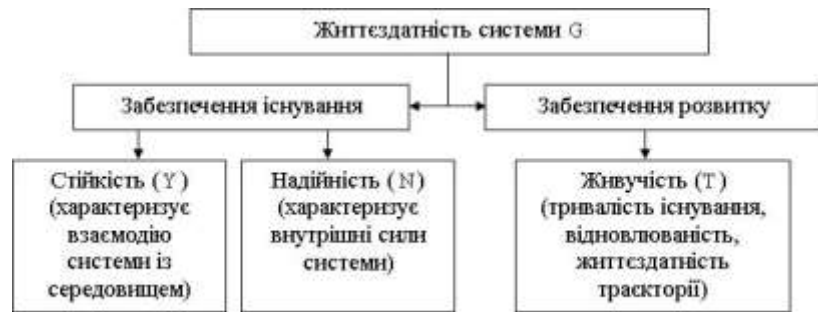 Життєздатність системи G
Забезпечення існування
Забезпечення розвитку
Стійкість (Y)
(характеризує
взаємодію
системи із
середовищем)
Надійність (N)
(характеризує
внутрішні сили
системи)
Живучість (T)
(тривалість існування,
відновлюваність,
життєздатність
траєкторії)